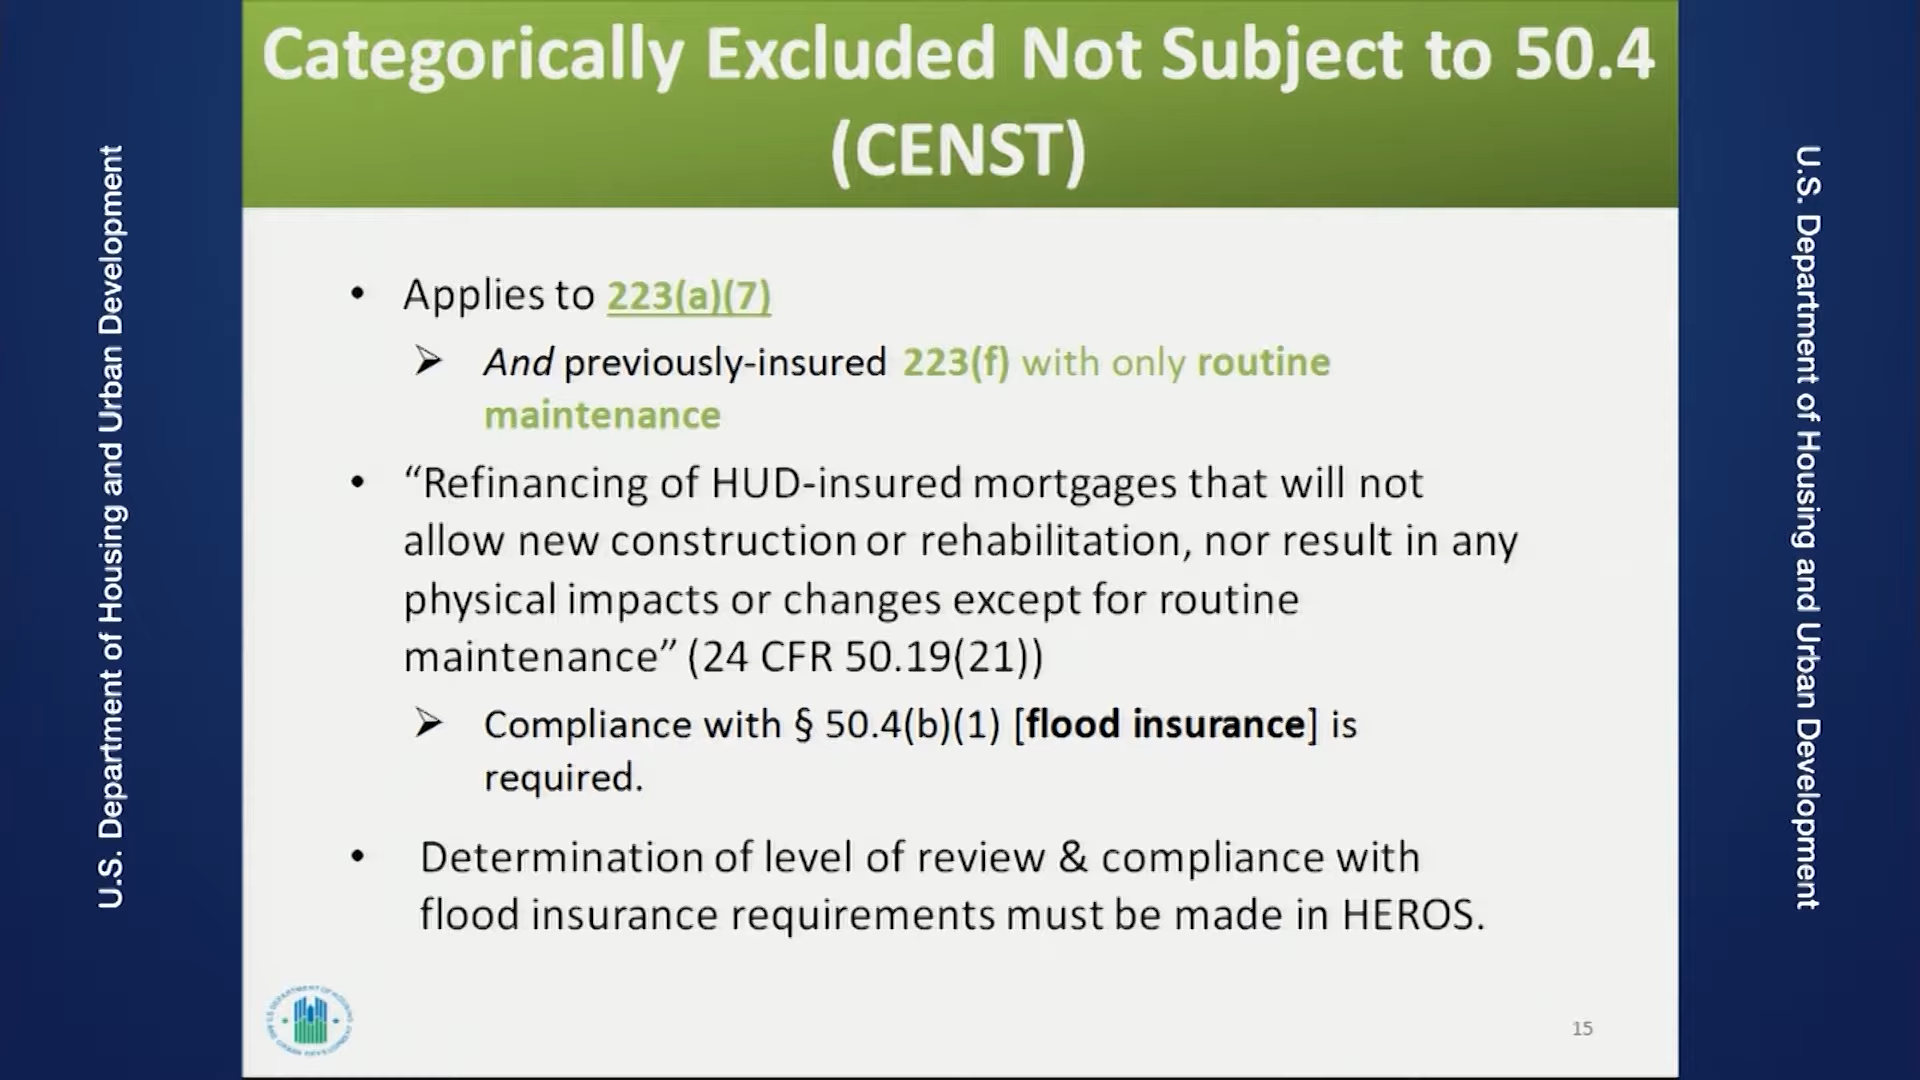 Categorically Excluded Not Subject to 50.4
(CENST)
U.S. Department of Housing and Urban Development
• Applies to 223(a)(7)
➢ And previously-insured 223(f) with only routine
maintenance
• “Refinancing of HUD-insured mortgages that will not
allow new construction or rehabilitation, nor result in any
physical impacts or changes except for routine
maintenance” (24 CFR 50.19(21))
➢ Compliance with § 50.4(b)(1) [flood insurance] is
required.
• Determination of level of review & compliance with
flood insurance requirements must be made in HEROS.
15
U.S. Department of Housing and Urban Development